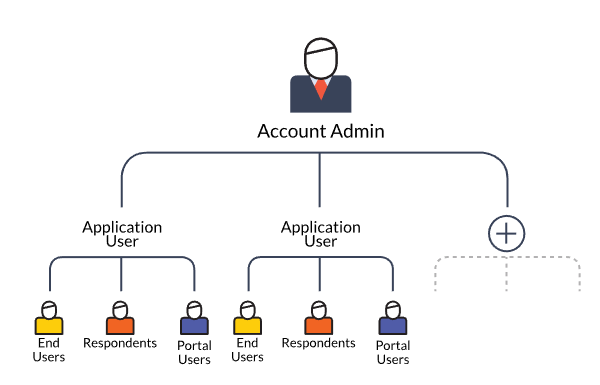 Account Admin
Application
User
Application
User
End
Users
Respondents
Portal
Users
End
Users
Respondents
Portal
Users